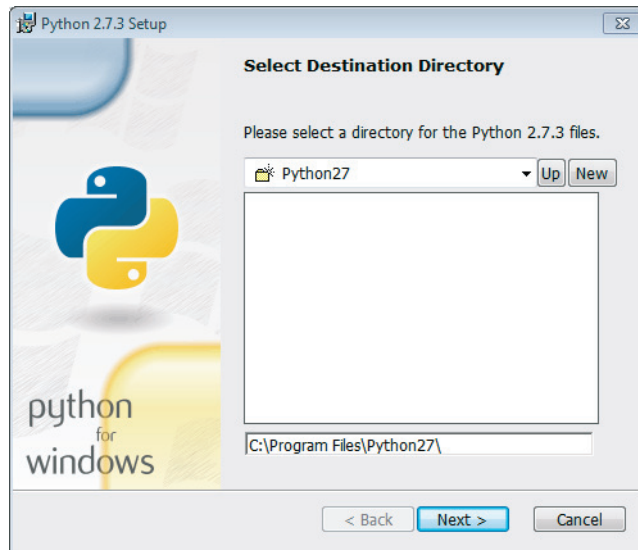 Python 2.7.3 Setup
Select Destination Directory
Please select a directory for the Python 2.7.3 files.
Python27
Up
New
C:\Program Files\Python27\
python
for
windows
< Back
Next >
Cancel